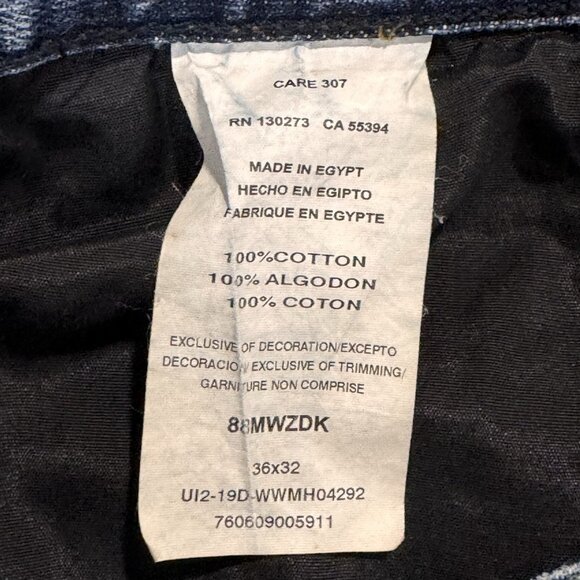 CARE 307
RN 130273 CA 55394
MADE IN EGYPT
HECHO EN EGIPTO
FABRIQUE EN EGYPTE
100%COTTON
100% ALGODON
100% COTON
EXCLUSIVE OF DECORATION/EXCEPTO
DECORACION/ EXCLUSIVE OF TRIMMING/
GARNITURE NON COMPRISE
88MWZDK
36x32
UI2-19D-WWMH04292
760609005911